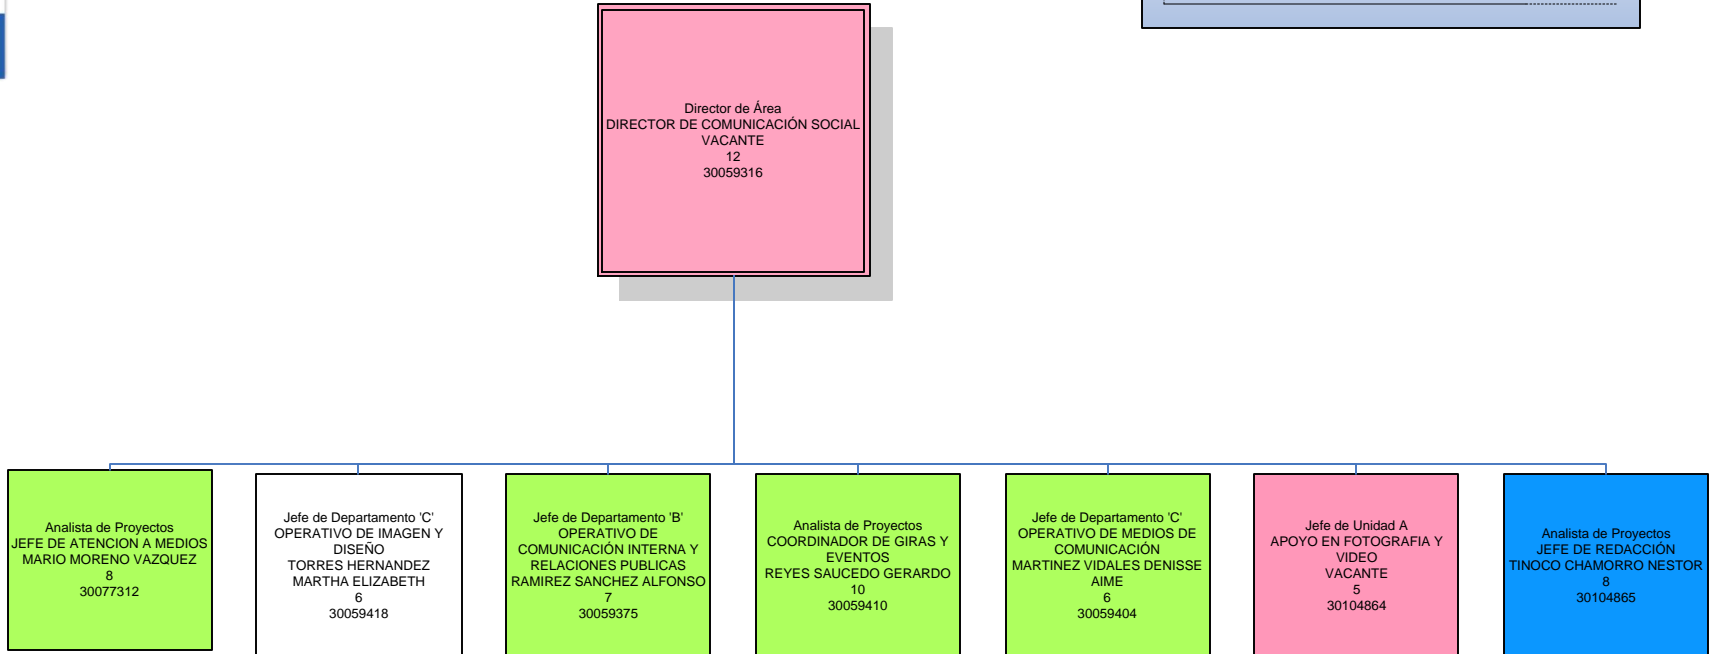 Director de Área
DIRECTOR DE COMUNICACIÓN SOCIAL
VACANTE
12
30059316
Analista de Proyectos
JEFE DE ATENCION A MEDIOS
MARIO MORENO VAZQUEZ
8
30077312
Jefe de Departamento 'C'
OPERATIVO DE IMAGEN Y
DISEÑO
TORRES HERNANDEZ
MARTHA ELIZABETH
6
30059418
Jefe de Departamento 'B'
OPERATIVO DE
COMUNICACIÓN INTERNA Y
RELACIONES PUBLICAS
RAMIREZ SANCHEZ ALFONSO
7
30059375
Analista de Proyectos
COORDINADOR DE GIRAS Y
EVENTOS
REYES SAUCEDO GERARDO
10
30059410
Jefe de Departamento 'C'
OPERATIVO DE MEDIOS DE
COMUNICACIÓN
MARTINEZ VIDALES DENISSE
AIME
6
30059404
Jefe de Unidad A
APOYO EN FOTOGRAFIA Y
VIDEO
VACANTE
5
30104864
Analista de Proyectos
JEFE DE REDACCIÓN
TINOCO CHAMORRO NESTOR
8
30104865